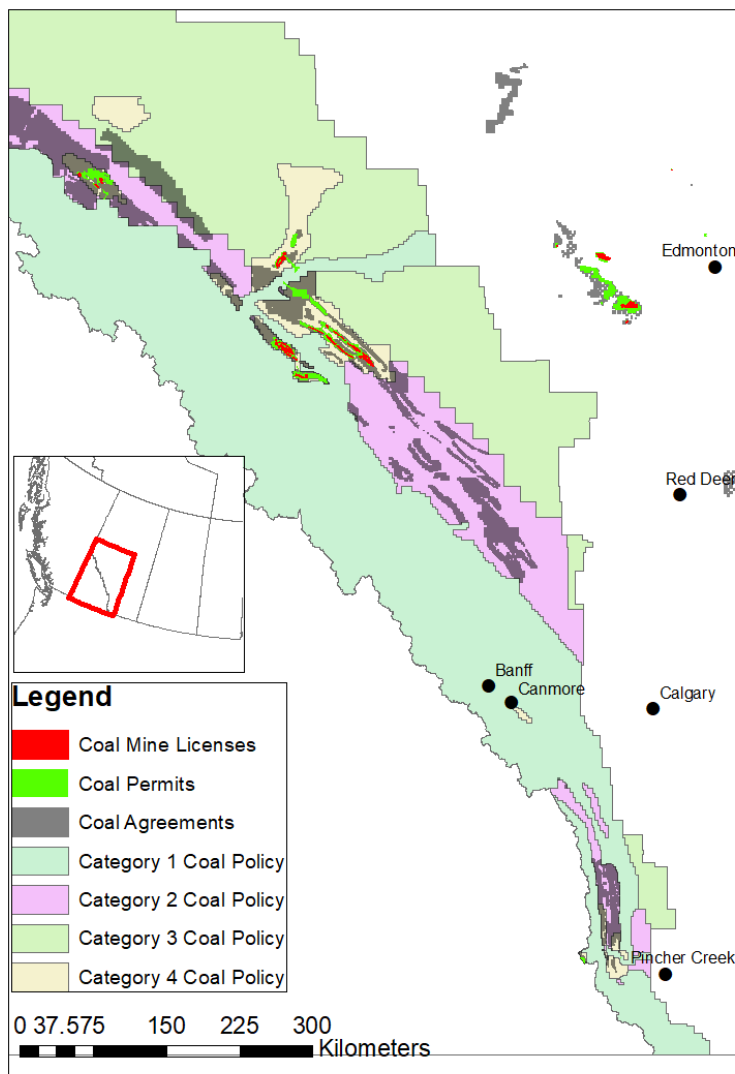 Edmonton
Red Deer
Banff
Canmore
Calgary
Pincher Creek
Legend
Coal Mine Licenses
Coal Permits
Coal Agreements
Category 1 Coal Policy
Category 2 Coal Policy
Category 3 Coal Policy
Category 4 Coal Policy
0 37.575 150 225 300
Kilometers